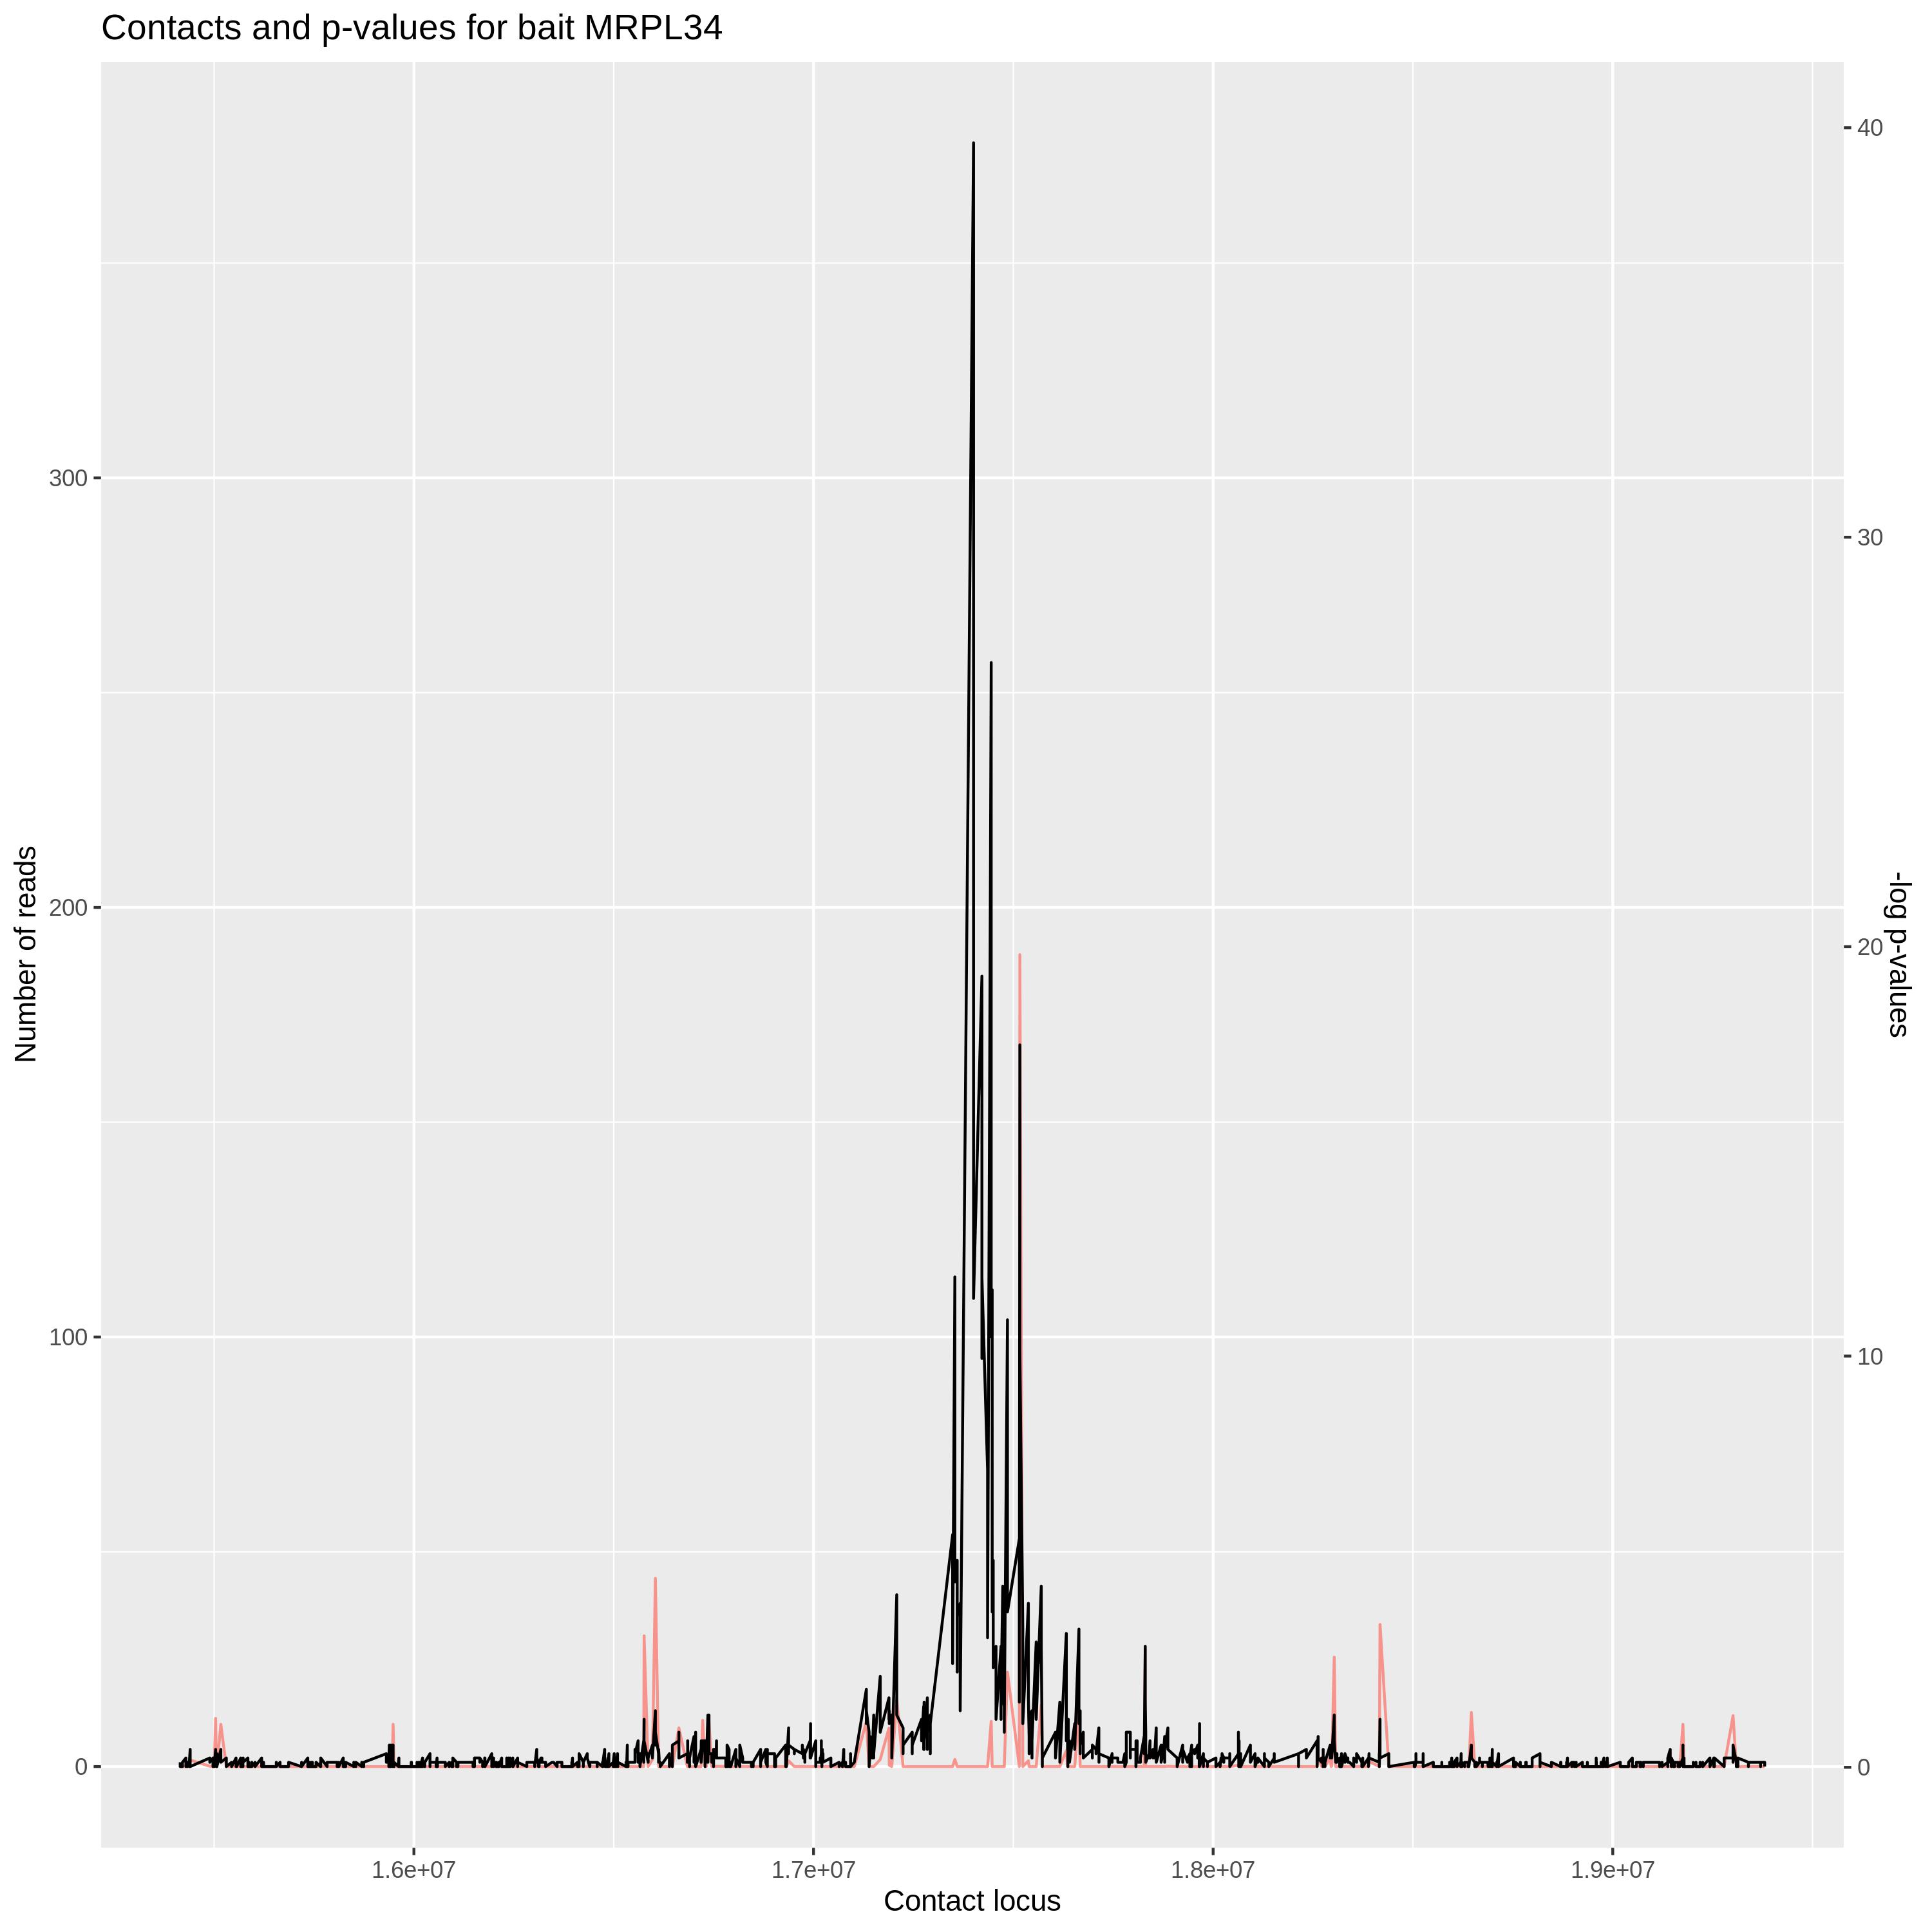 Contacts and p-values for bait MRPL34
Number of reads
300
200
100
0
40
30
20
10
0
-log p-values
1.6e+07
1.7e+07
1.8e+07
1.9e+07
Contact locus